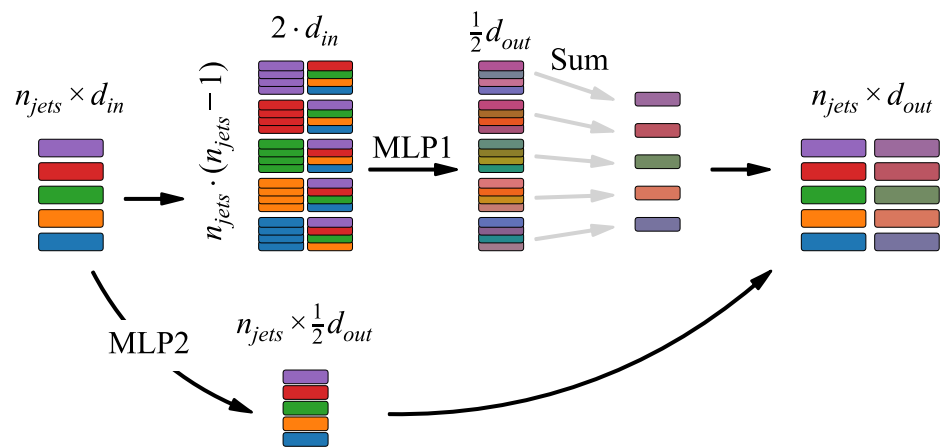 2 · d_in
½ d_out
Sum
n_jets × d_in
n_jets · (n_jets − 1)
MLP1
n_jets × d_out
MLP2
n_jets × ½ d_out